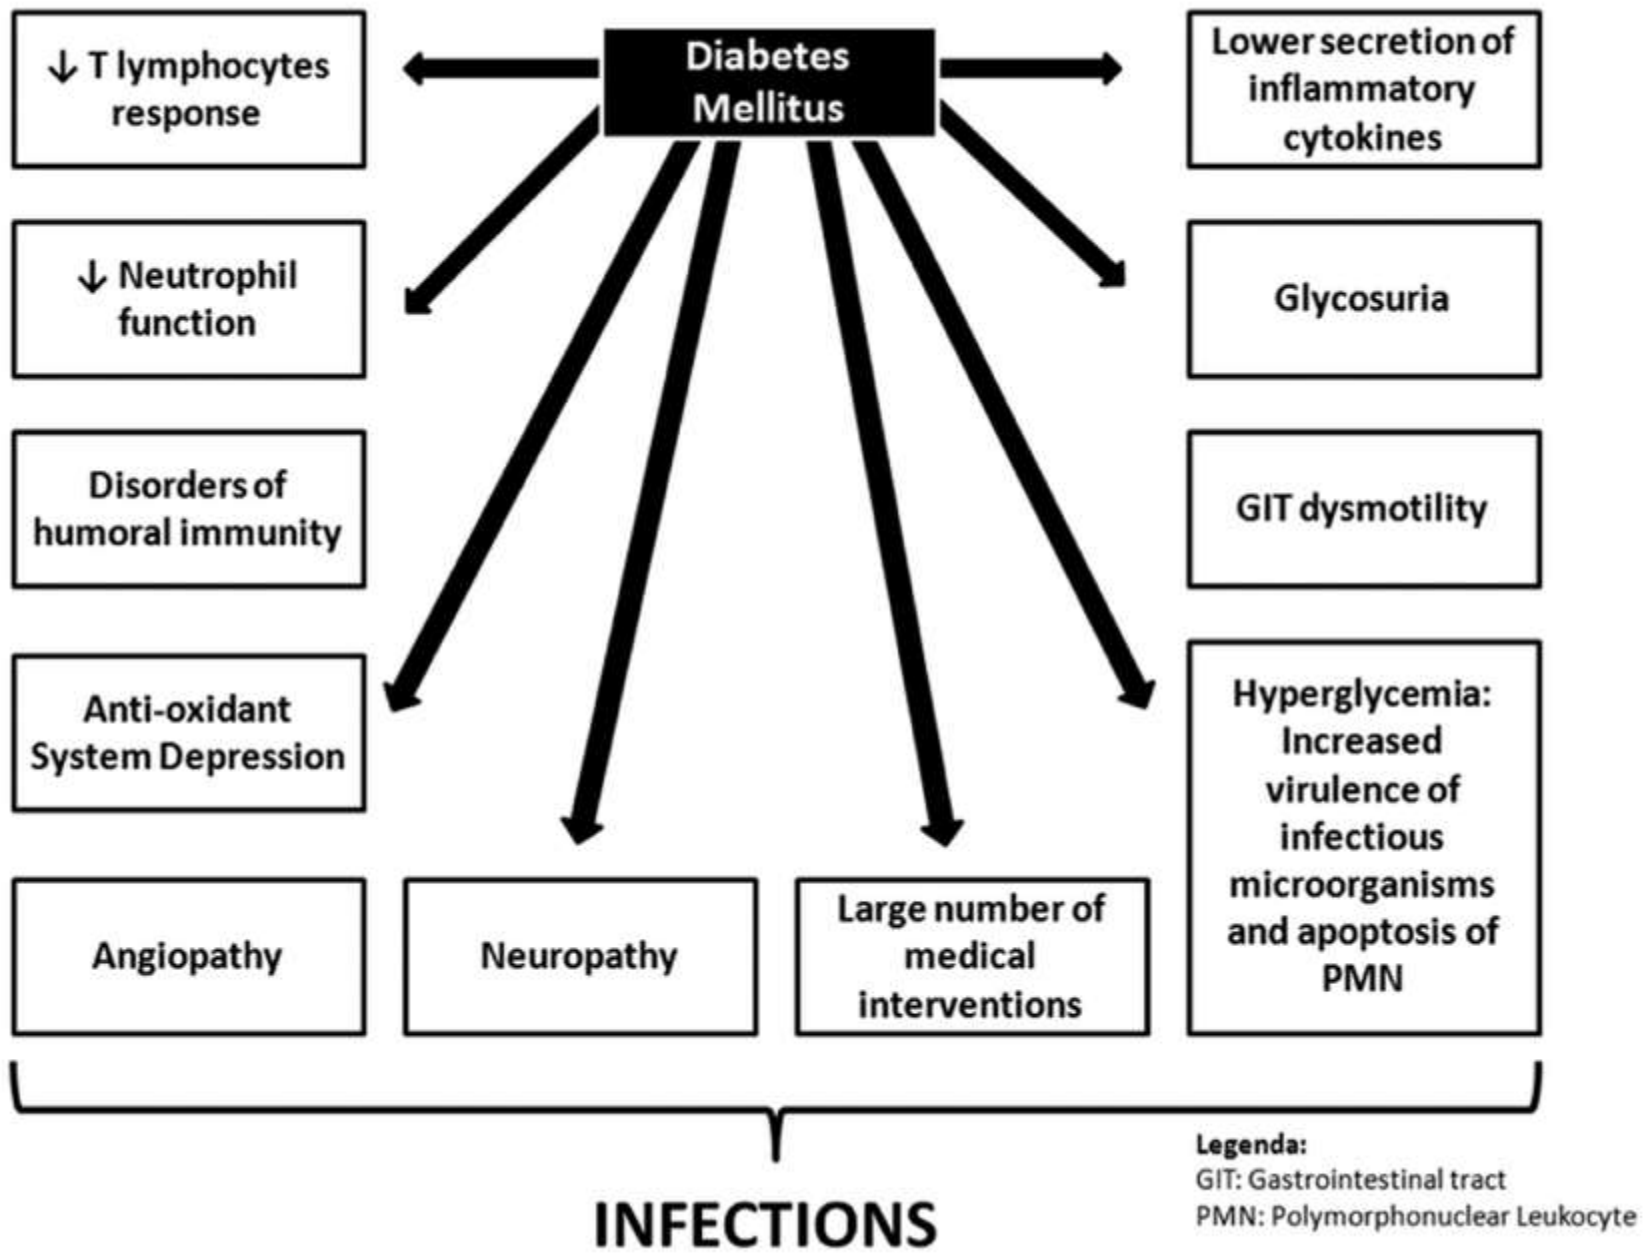 Diabetes
Mellitus
↓ T lymphocytes
response
↓ Neutrophil
function
Disorders of
humoral immunity
Anti-oxidant
System Depression
Angiopathy
Neuropathy
Large number of
medical
interventions
Lower secretion of
inflammatory
cytokines
Glycosuria
GIT dysmotility
Hyperglycemia:
Increased
virulence of
infectious
microorganisms
and apoptosis of
PMN
INFECTIONS
Legenda:
GIT: Gastrointestinal tract
PMN: Polymorphonuclear Leukocyte